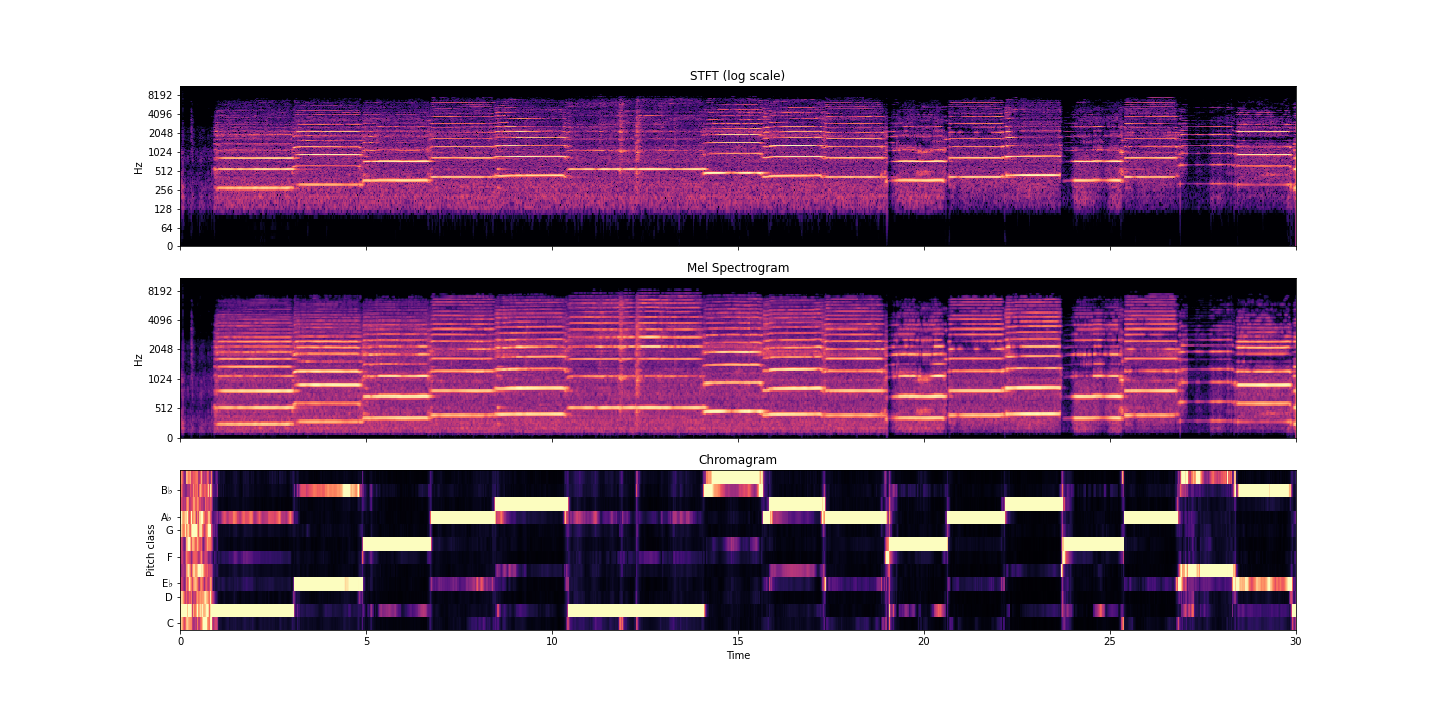 STFT (log scale)
8192
4096
2048
1024
512
256
128
64
0
Hz
Mel Spectrogram
8192
4096
2048
1024
512
0
Hz
Chromagram
B♭
A♭
G
F
E♭
D
C
Pitch class
0 5 10 15 20 25 30
Time